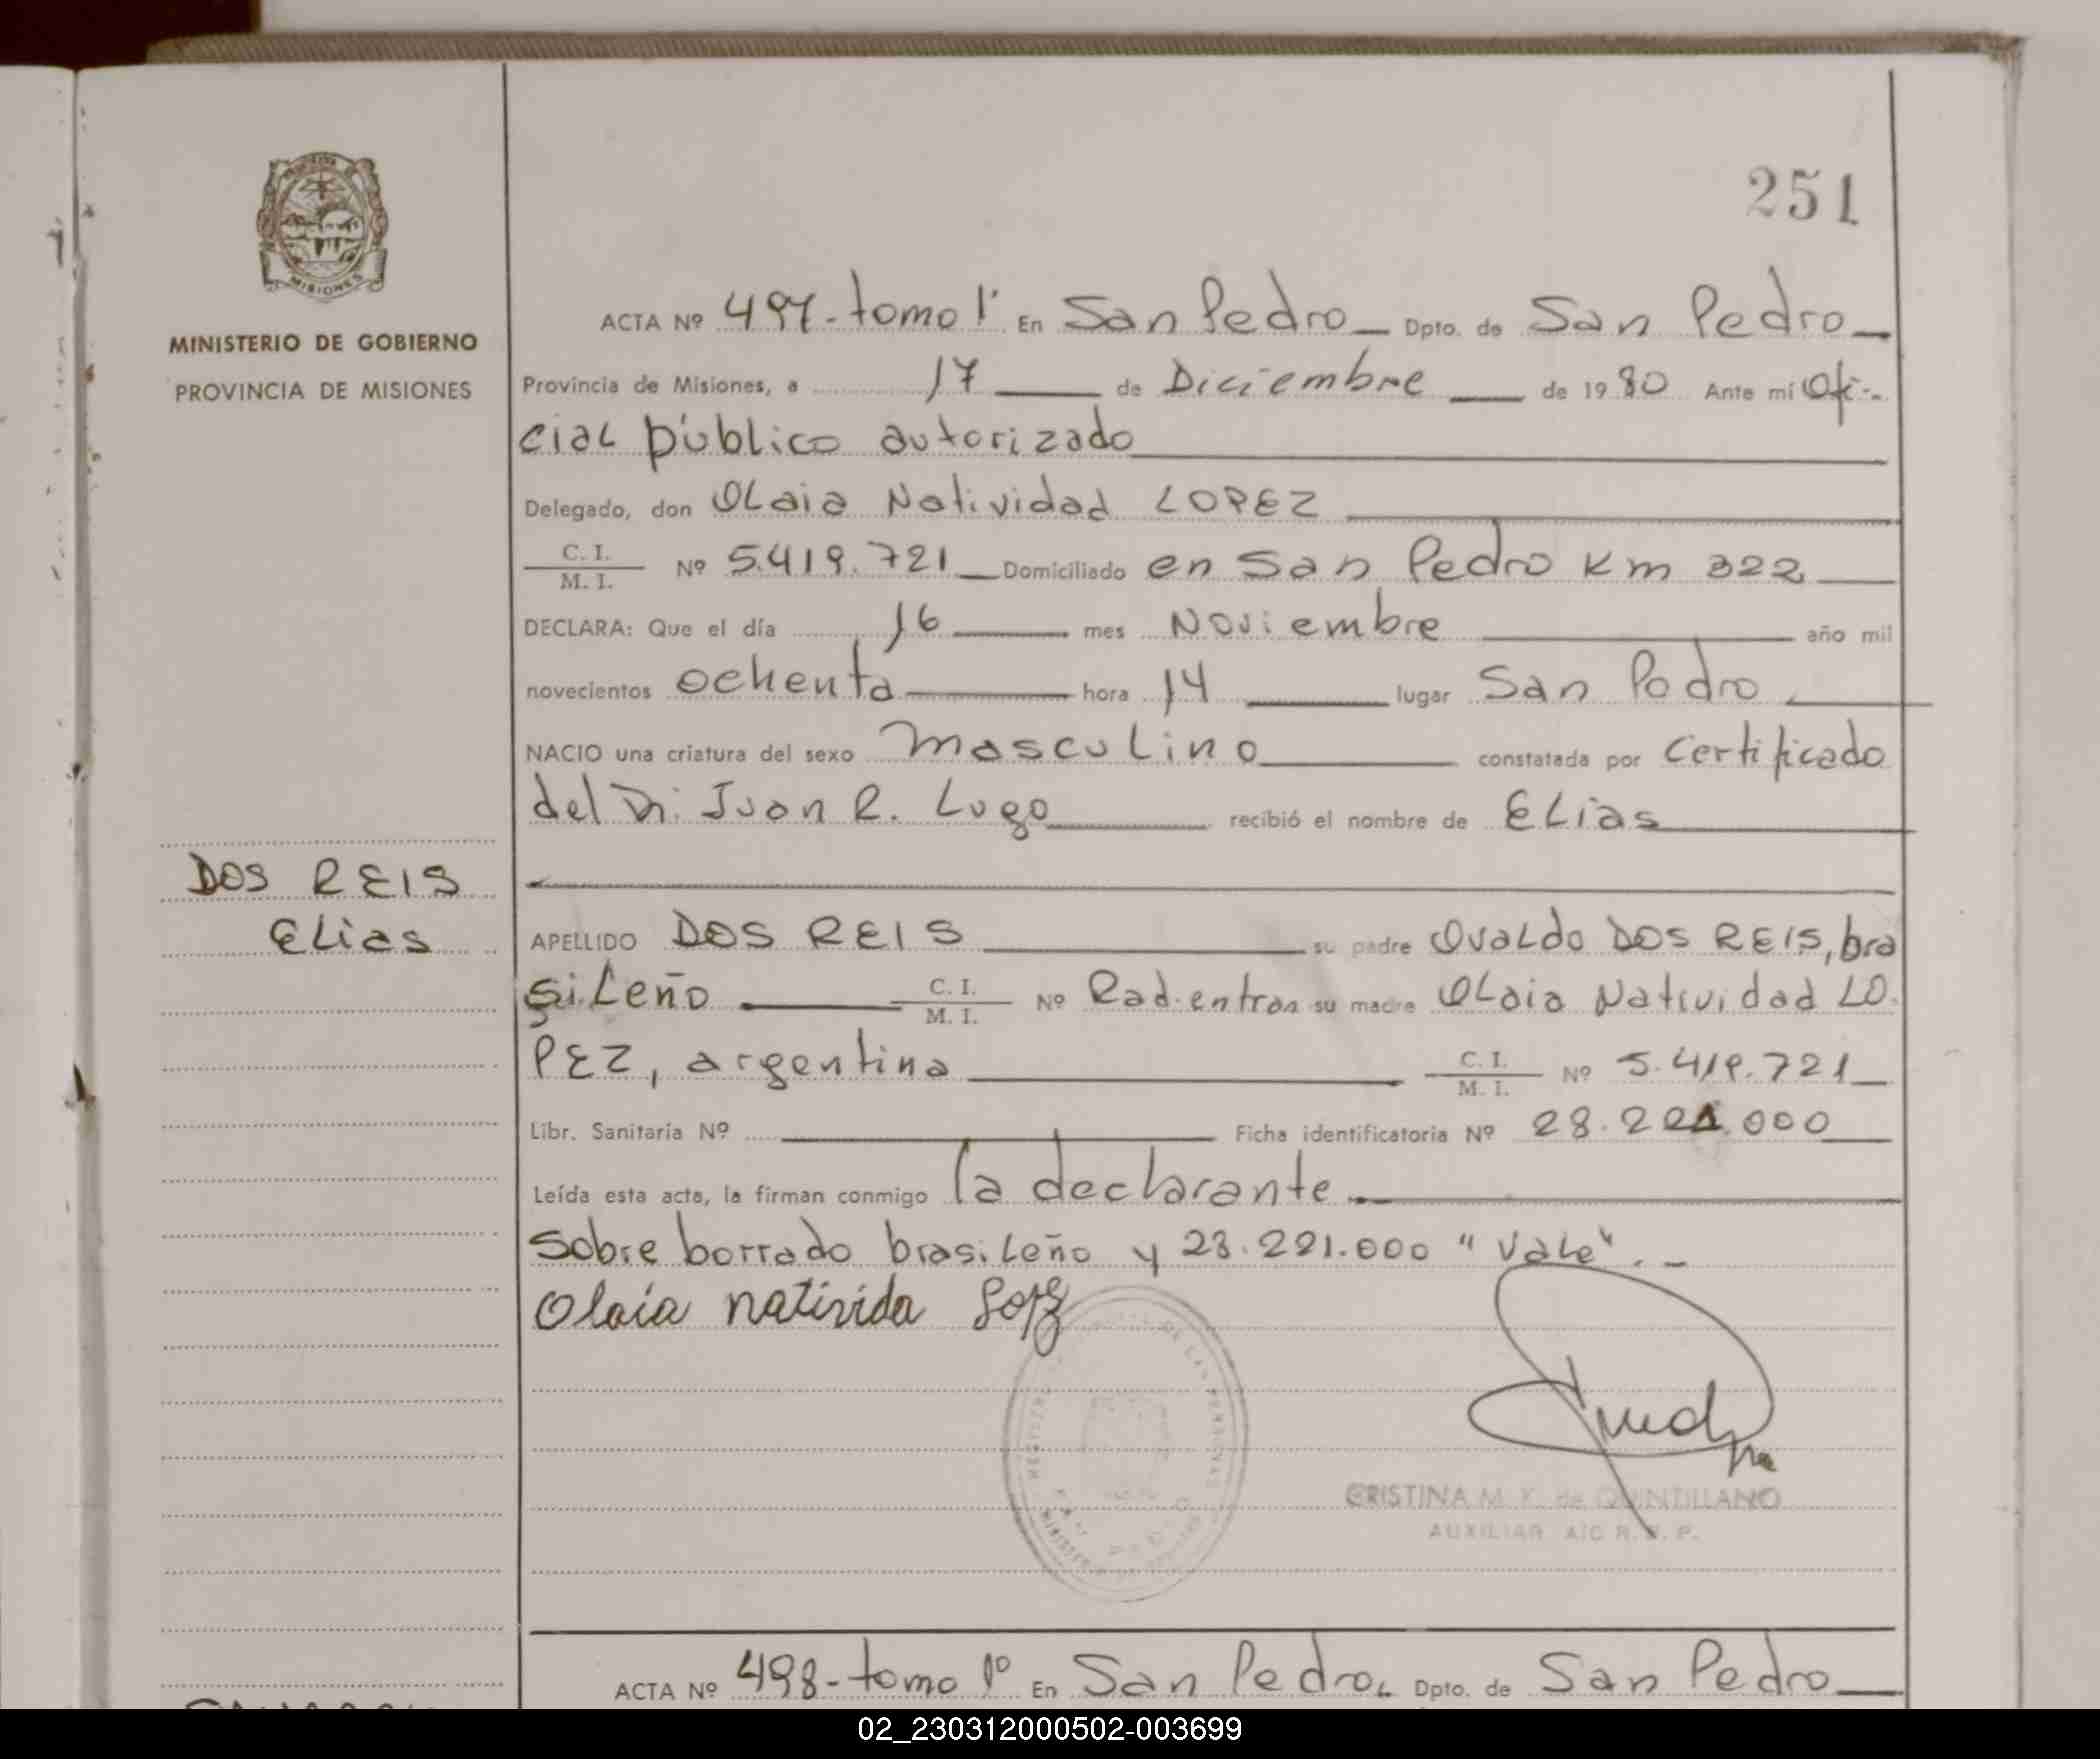 251
MISIONES
MINISTERIO DE GOBIERNO
PROVINCIA DE MISIONES
DOS REIS
Elias
ACTA Nº 497-tomo 1º En San Pedro Dpto. de San Pedro
Provincia de Misiones, a 17 de Diciembre de 1980 Ante mí Ofi-
cial público autorizado
Delegado, don Olaia Natividad LOPEZ
C. I. / M. I. Nº 5.419.721 Domiciliado en San Pedro Km 322
DECLARA: Que el día 16 mes Noviembre año mil
novecientos ochenta hora 14 lugar San Pedro
NACIO una criatura del sexo masculino constatada por certificado
del Dr. Juan R. Lugo recibió el nombre de Elias
APELLIDO DOS REIS su padre Ovaldo DOS REIS, bra
sileño C. I. / M. I. Nº Rad. entram su madre Olaia Natividad LO
PEZ, argentina C. I. / M. I. Nº 5.419.721
Libr. Sanitaria Nº Ficha identificatoria Nº 28.221.000
Leída esta acta, la firman conmigo la declarante
Sobre borrado brasileño y 28.221.000 "Vale".-
Olaia natirida Lopz
CRISTINA M. K. de QUINTILLANO
AUXILIAR A/C R. P.
ACTA Nº 498-tomo 1º En San Pedro Dpto. de San Pedro
02_230312000502-003699